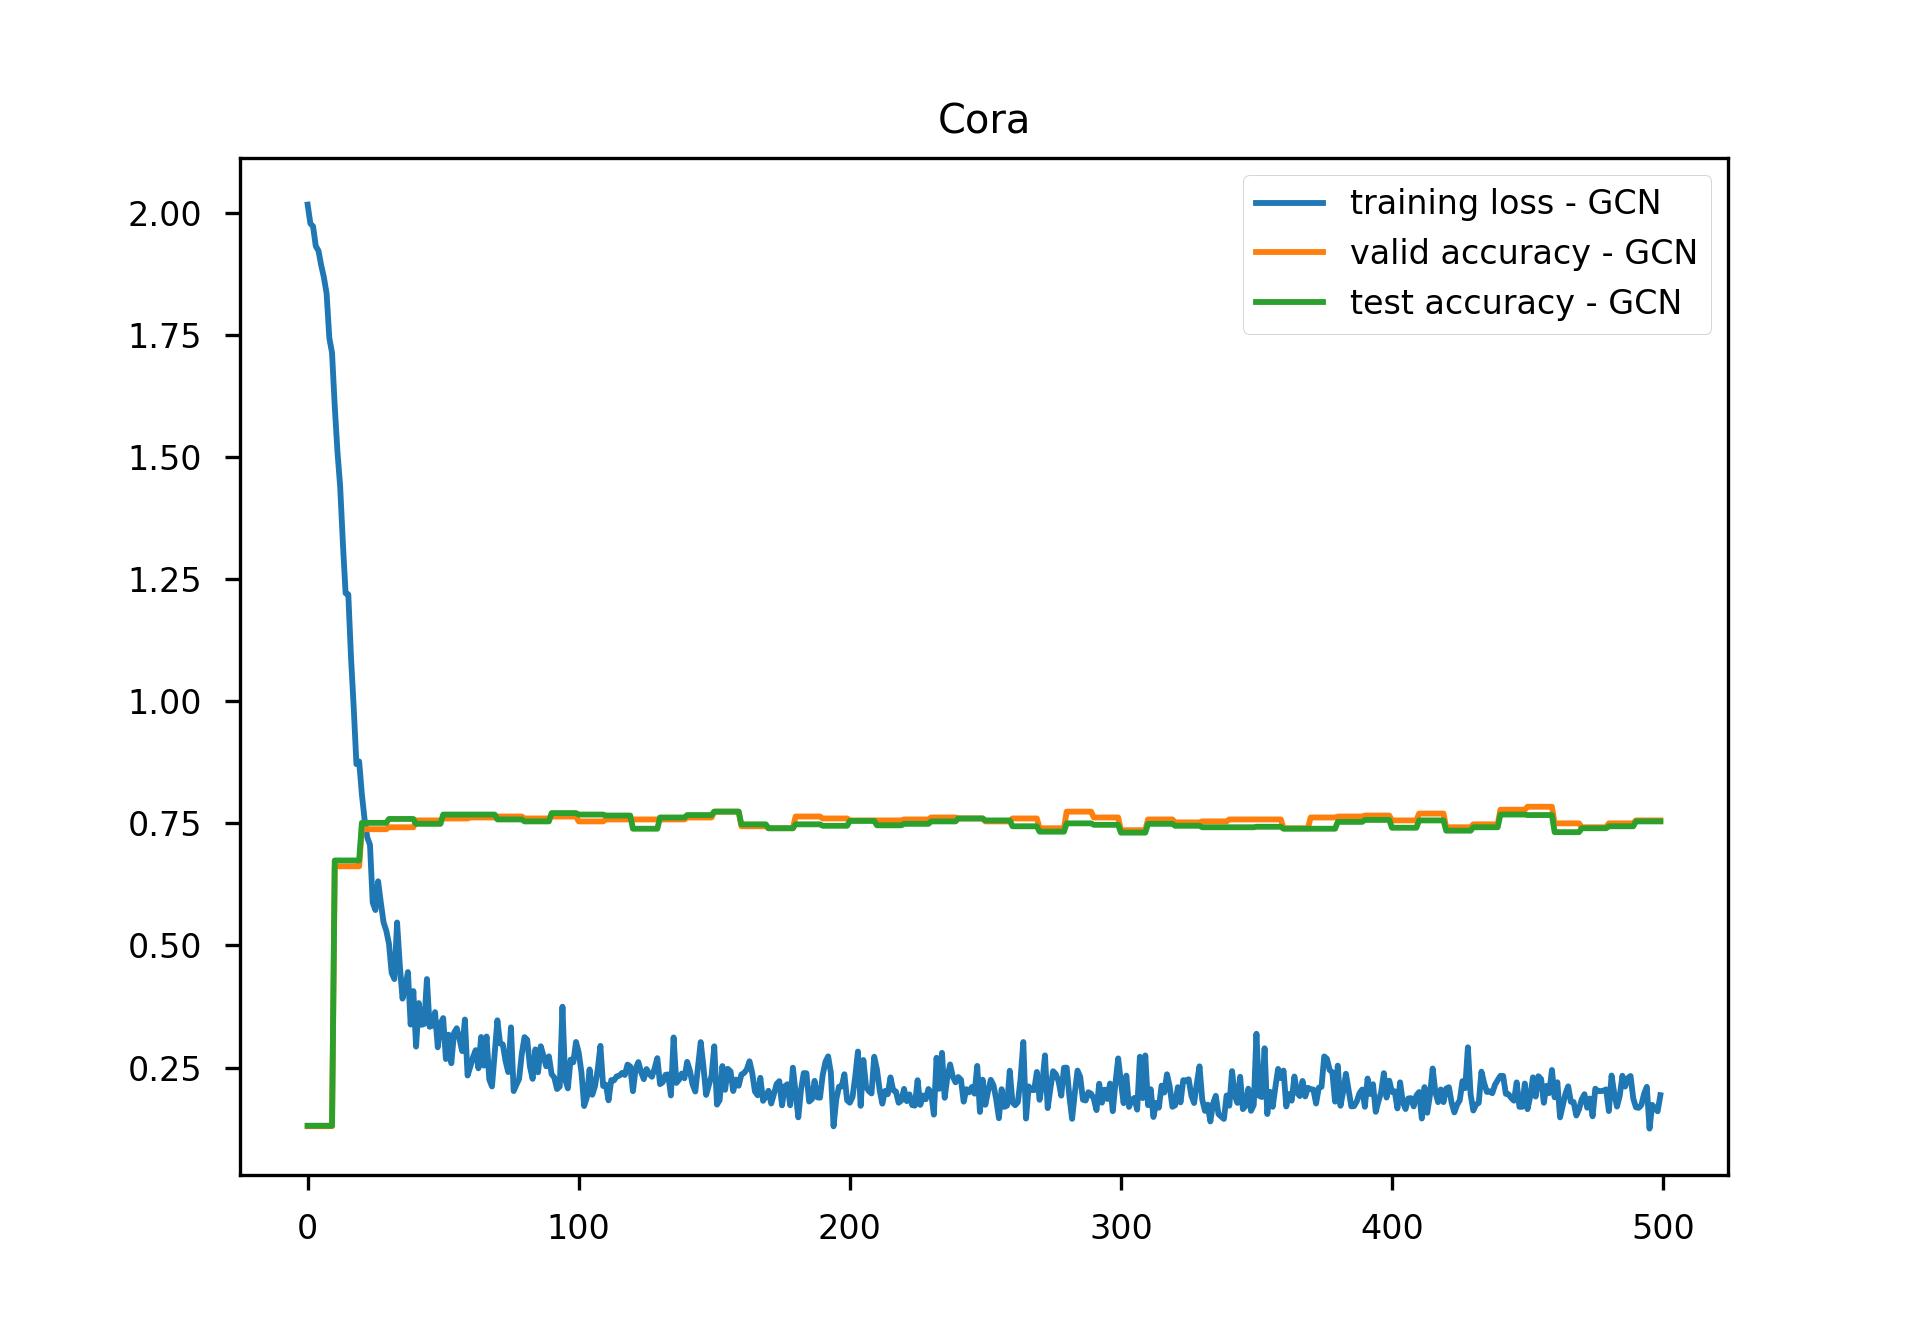 Cora
training loss - GCN
valid accuracy - GCN
test accuracy - GCN
2.00
1.75
1.50
1.25
1.00
0.75
0.50
0.25
0 100 200 300 400 500